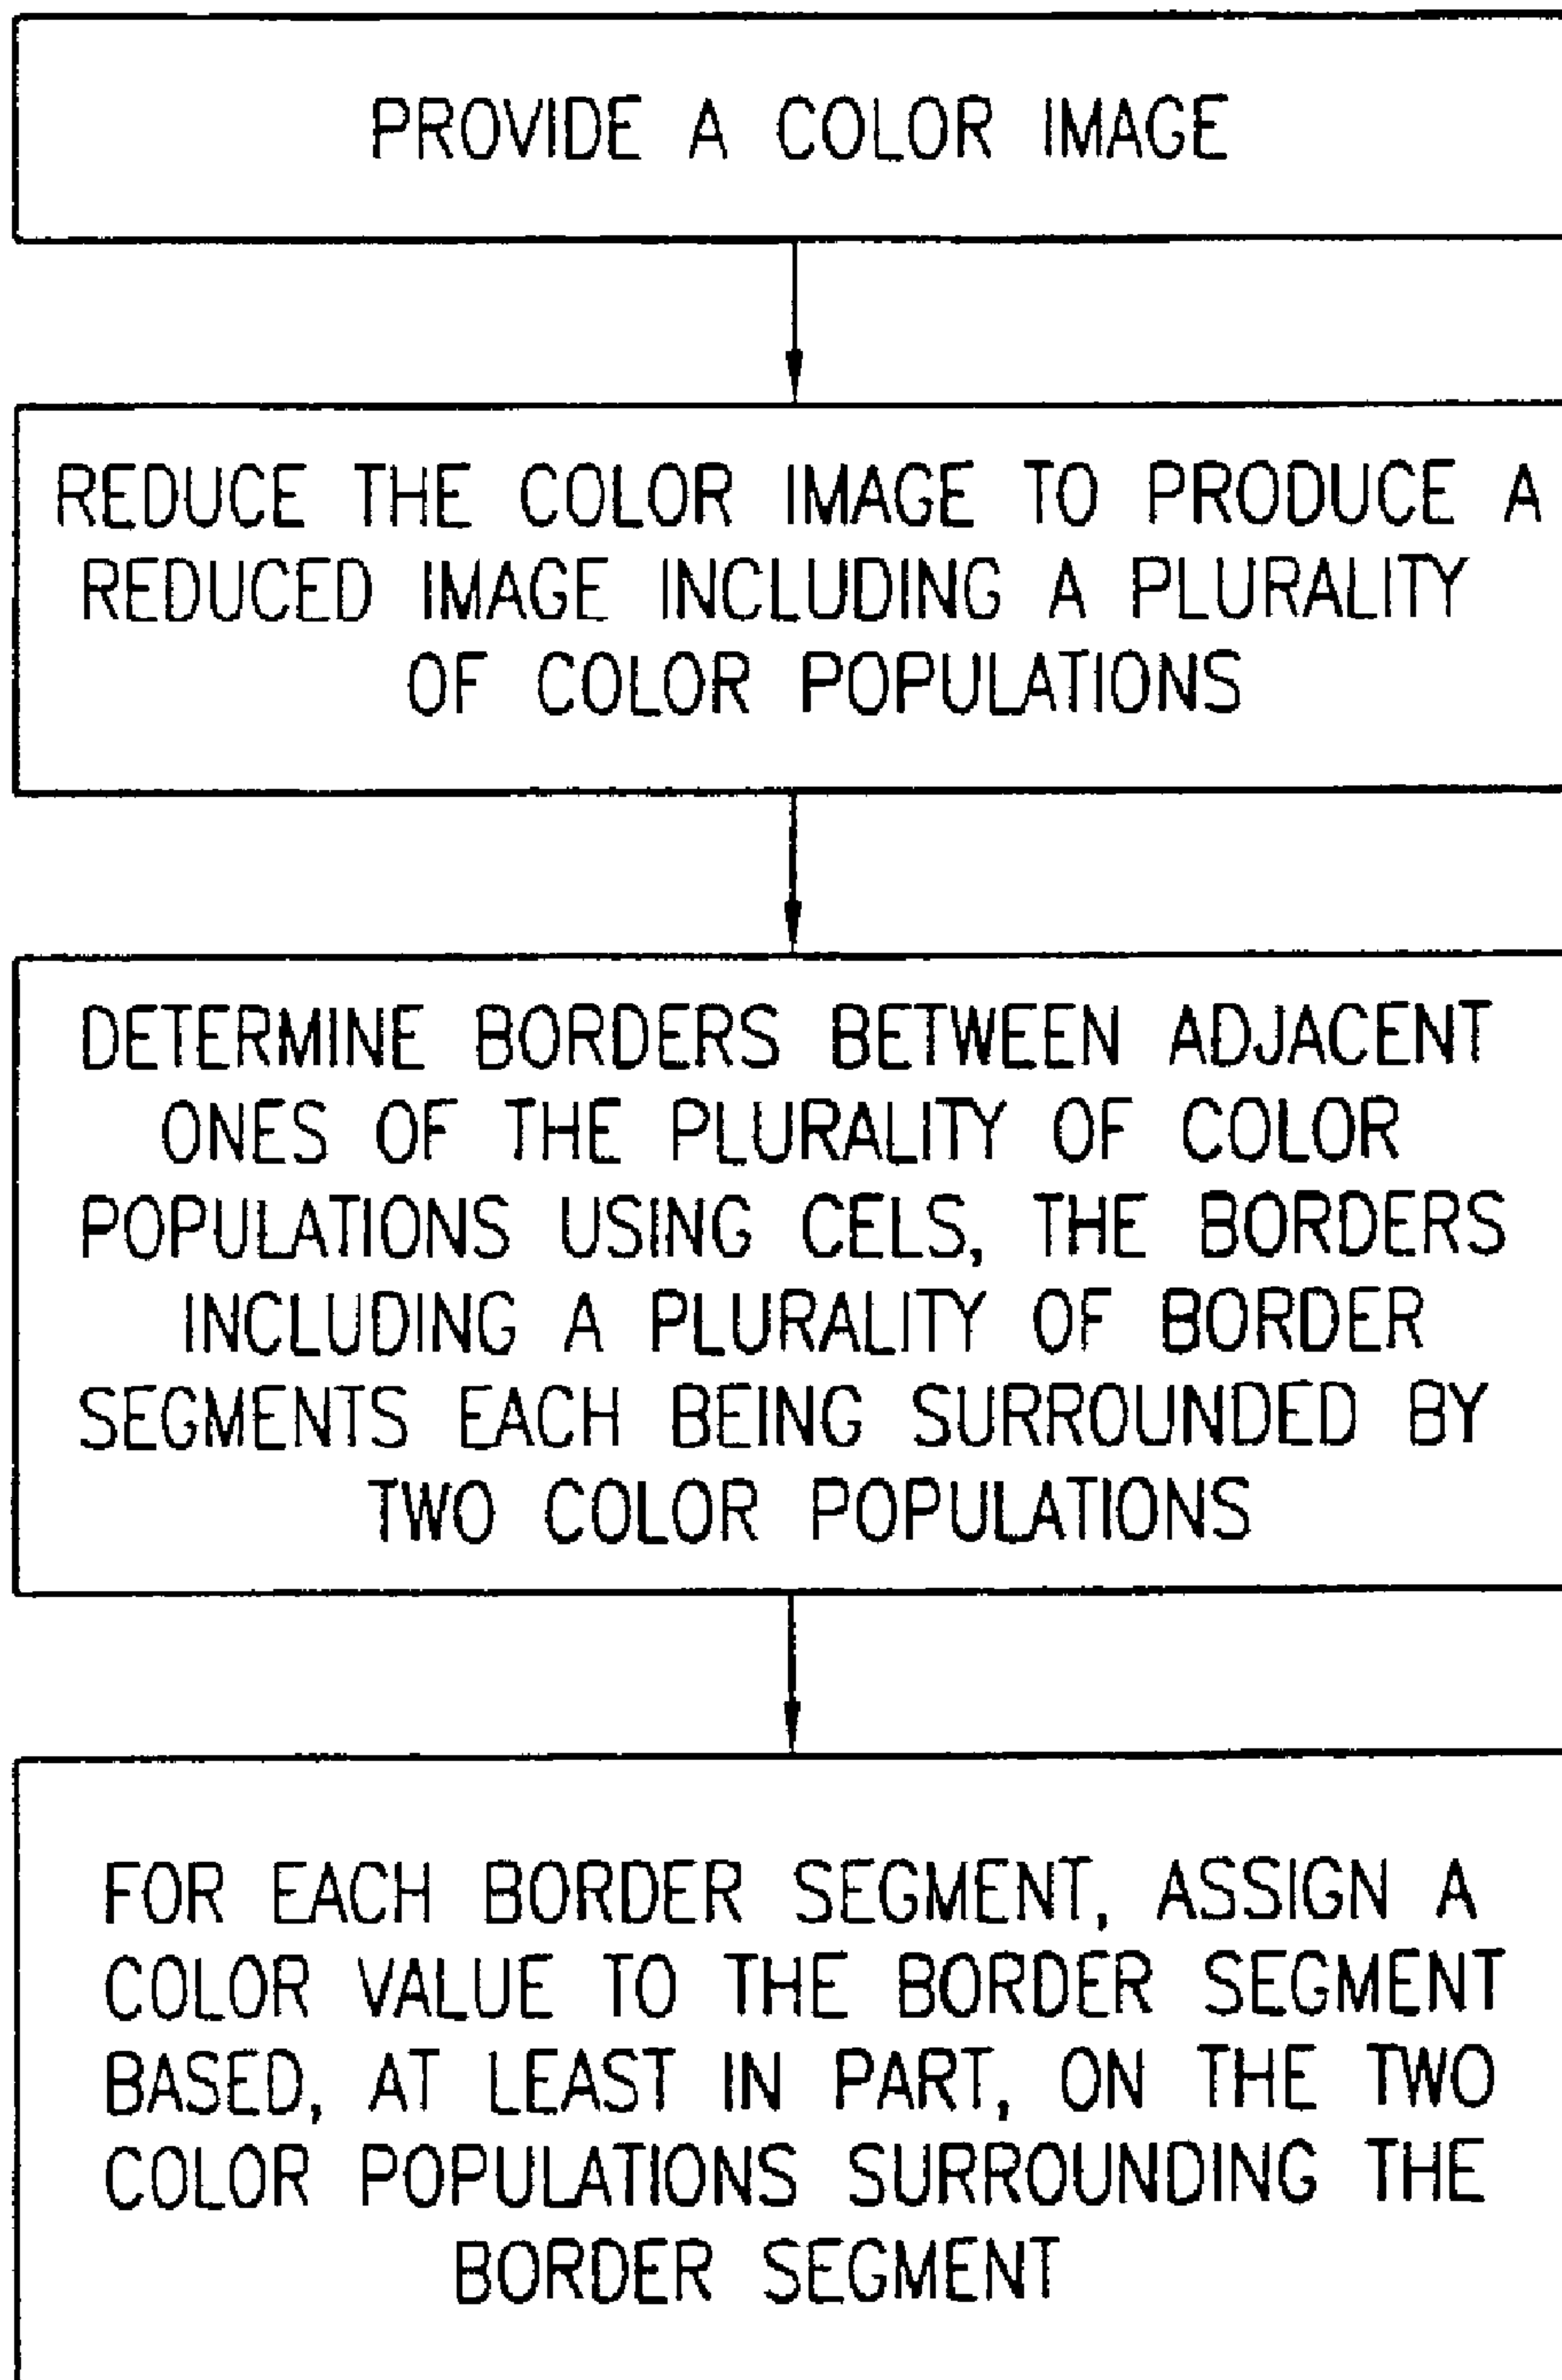 PROVIDE A COLOR IMAGE
REDUCE THE COLOR IMAGE TO PRODUCE A
REDUCED IMAGE INCLUDING A PLURALITY
OF COLOR POPULATIONS
DETERMINE BORDERS BETWEEN ADJACENT
ONES OF THE PLURALITY OF COLOR
POPULATIONS USING CELS, THE BORDERS
INCLUDING A PLURALITY OF BORDER
SEGMENTS EACH BEING SURROUNDED BY
TWO COLOR POPULATIONS
FOR EACH BORDER SEGMENT, ASSIGN A
COLOR VALUE TO THE BORDER SEGMENT
BASED, AT LEAST IN PART, ON THE TWO
COLOR POPULATIONS SURROUNDING THE
BORDER SEGMENT